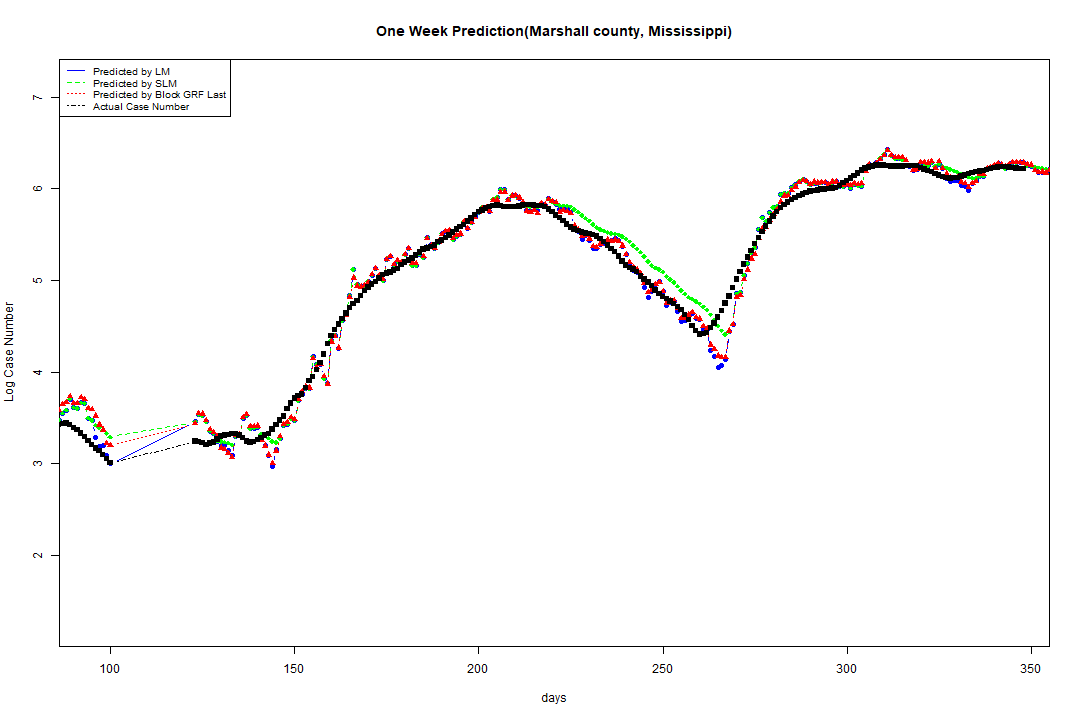 One Week Prediction(Marshall county, Mississippi)
Predicted by LM
Predicted by SLM
Predicted by Block GRF Last
Actual Case Number
7
6
5
4
3
2
Log Case Number
100 150 200 250 300 350
days